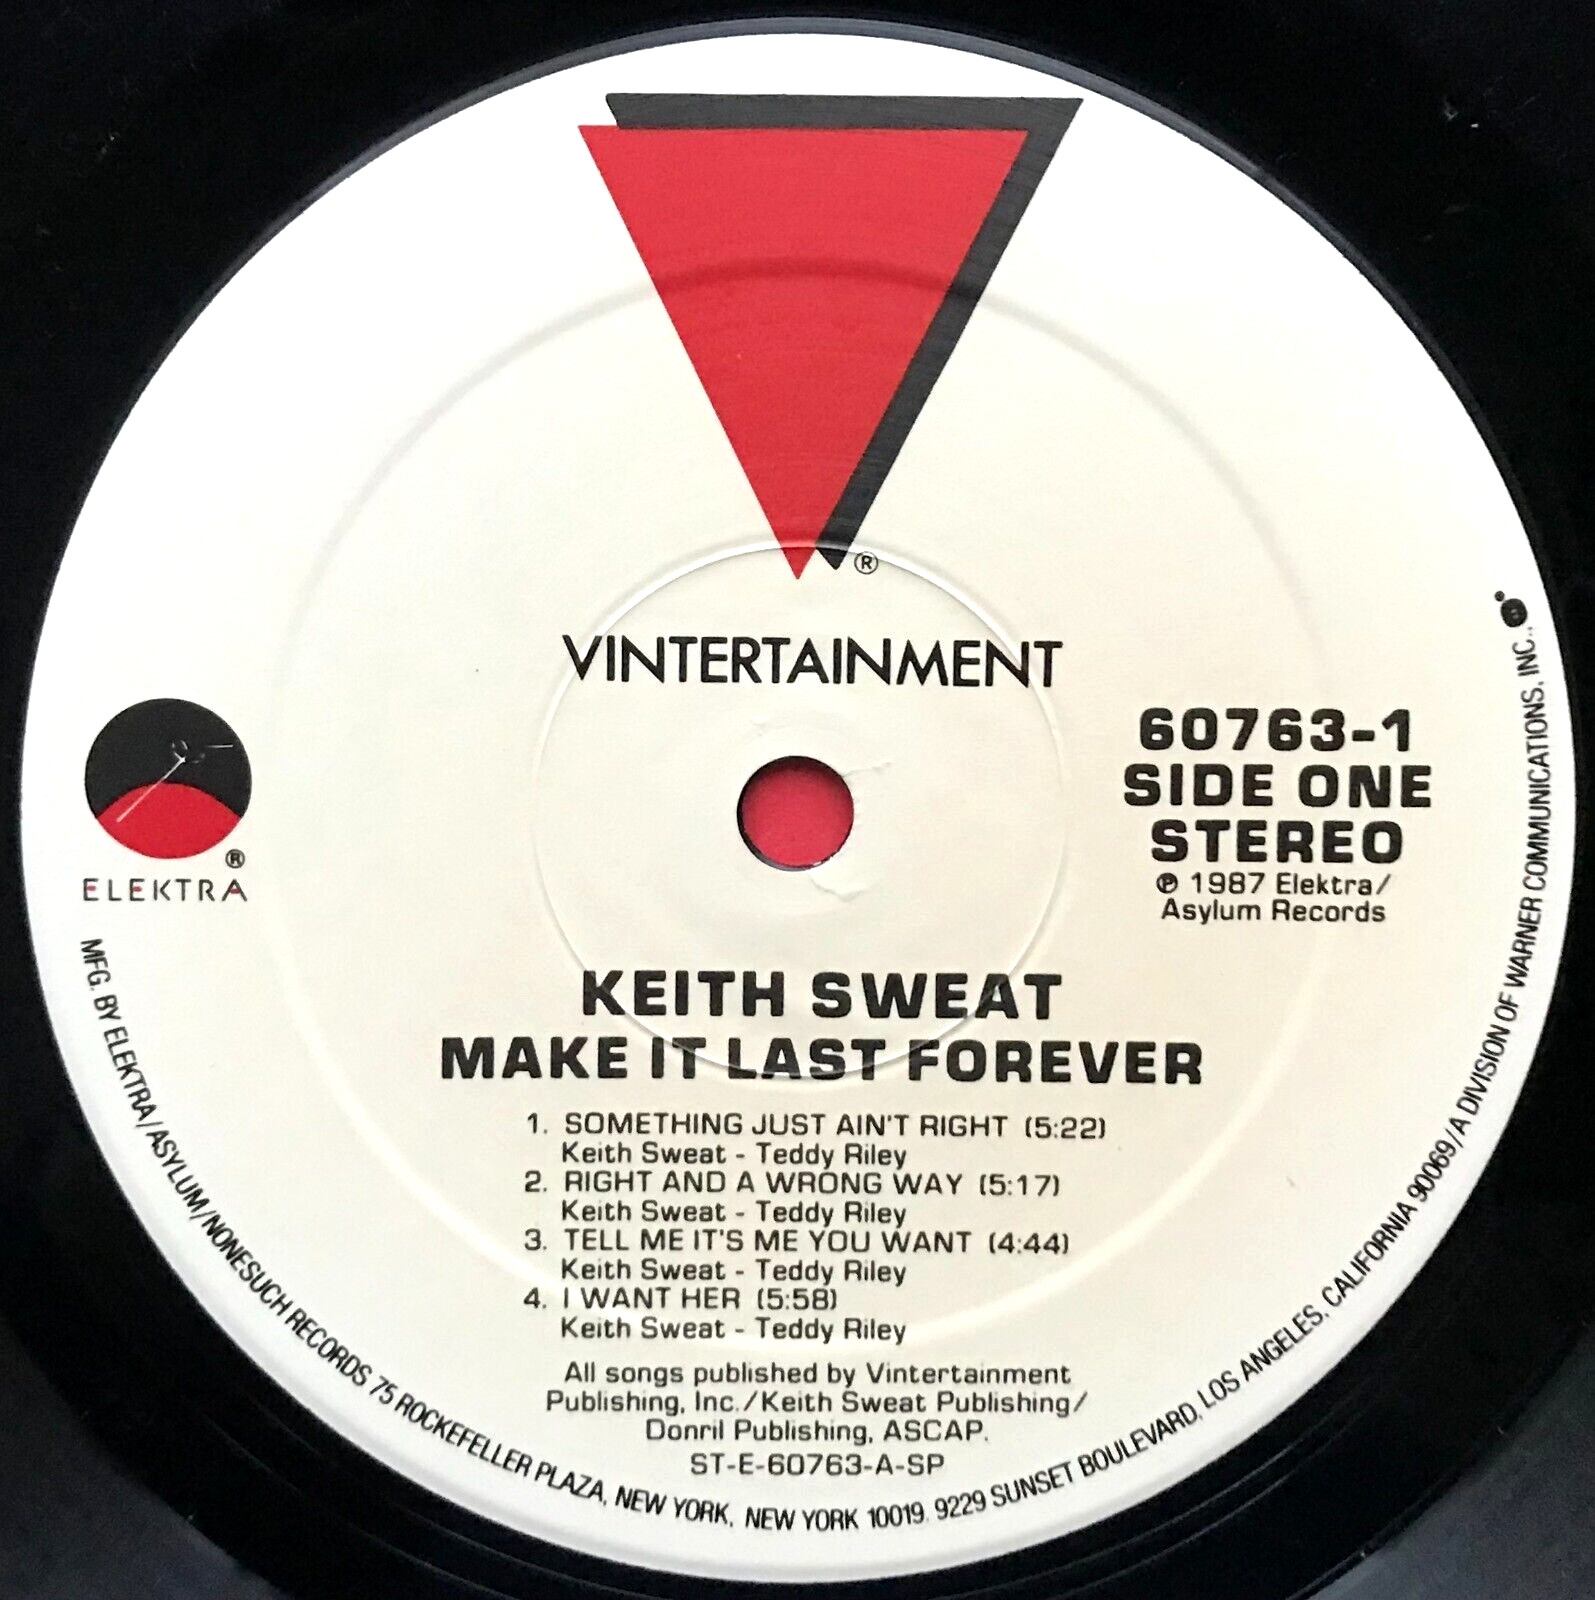 ®
VINTERTAINMENT
60763-1
SIDE ONE
STEREO
℗ 1987 Elektra/
Asylum Records
®
ELEKTRA
KEITH SWEAT
MAKE IT LAST FOREVER
1. SOMETHING JUST AIN'T RIGHT (5:22)
Keith Sweat - Teddy Riley
2. RIGHT AND A WRONG WAY (5:17)
Keith Sweat - Teddy Riley
3. TELL ME IT'S ME YOU WANT (4:44)
Keith Sweat - Teddy Riley
4. I WANT HER (5:58)
Keith Sweat - Teddy Riley
All songs published by Vintertainment
Publishing, Inc./Keith Sweat Publishing/
Donril Publishing, ASCAP.
ST-E-60763-A-SP
MFG. BY ELEKTRA/ASYLUM/NONESUCH RECORDS 75 ROCKEFELLER PLAZA, NEW YORK, NEW YORK 10019. 9229 SUNSET BOULEVARD, LOS ANGELES, CALIFORNIA 90069/A DIVISION OF WARNER COMMUNICATIONS, INC.,